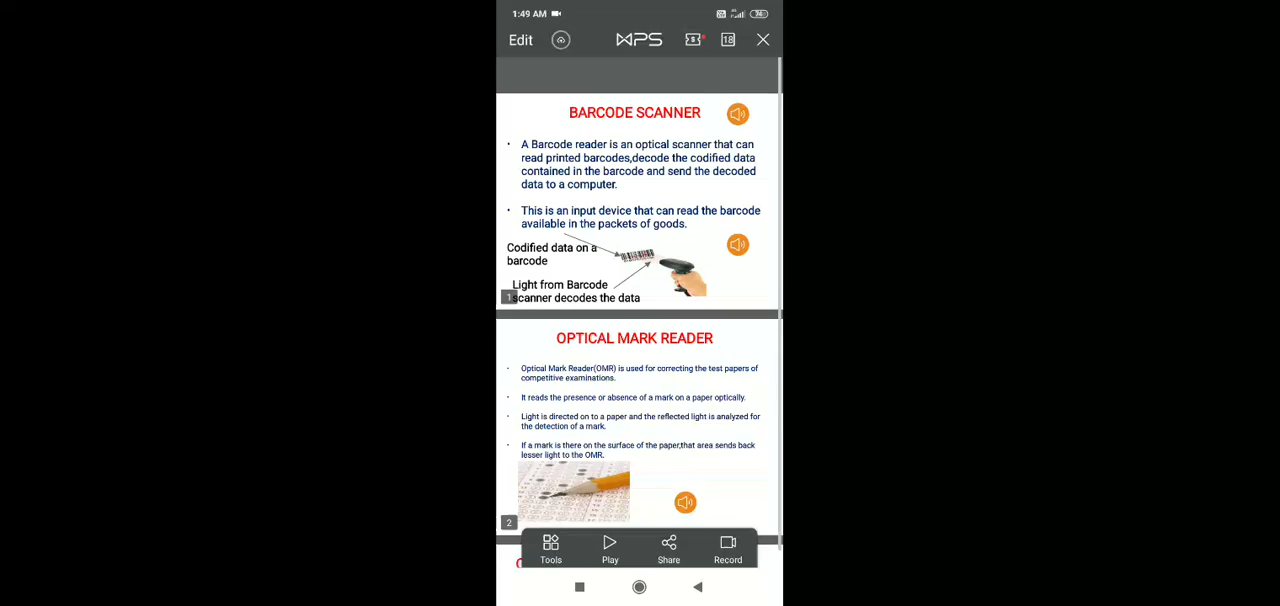 1:49 AM
74
Edit
WPS
$
18
BARCODE SCANNER
• A Barcode reader is an optical scanner that can
read printed barcodes,decode the codified data
contained in the barcode and send the decoded
data to a computer.
• This is an input device that can read the barcode
available in the packets of goods.
Codified data on a
barcode
Light from Barcode
scanner decodes the data
1
OPTICAL MARK READER
• Optical Mark Reader(OMR) is used for correcting the test papers of
competitive examinations.
• It reads the presence or absence of a mark on a paper optically.
• Light is directed on to a paper and the reflected light is analyzed for
the detection of a mark.
• If a mark is there on the surface of the paper,that area sends back
lesser light to the OMR.
2
Tools Play Share Record